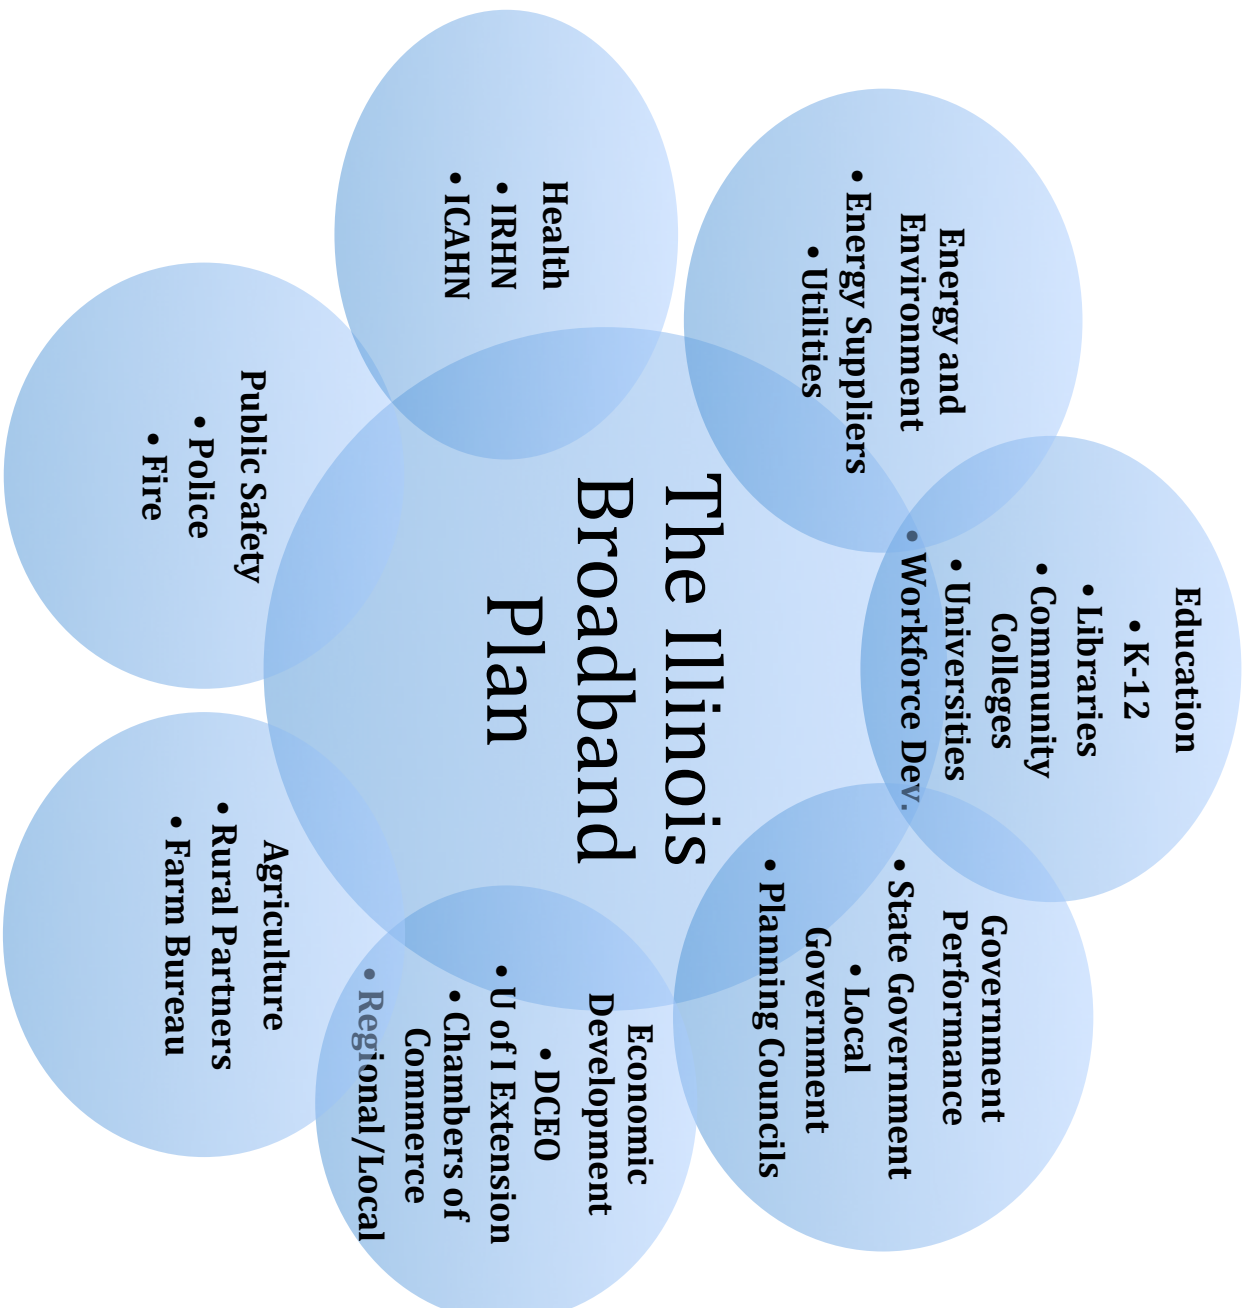 The Illinois
Broadband
Plan
Education
• K-12
• Libraries
• Community
Colleges
• Universities
• Workforce Dev.
Government
Performance
• State Government
• Local
Government
• Planning Councils
Economic
Development
• DCEO
• U of I Extension
• Chambers of
Commerce
• Regional/Local
Agriculture
• Rural Partners
• Farm Bureau
Public Safety
• Police
• Fire
Health
• IRHN
• ICAHN
Energy and
Environment
• Energy Suppliers
• Utilities